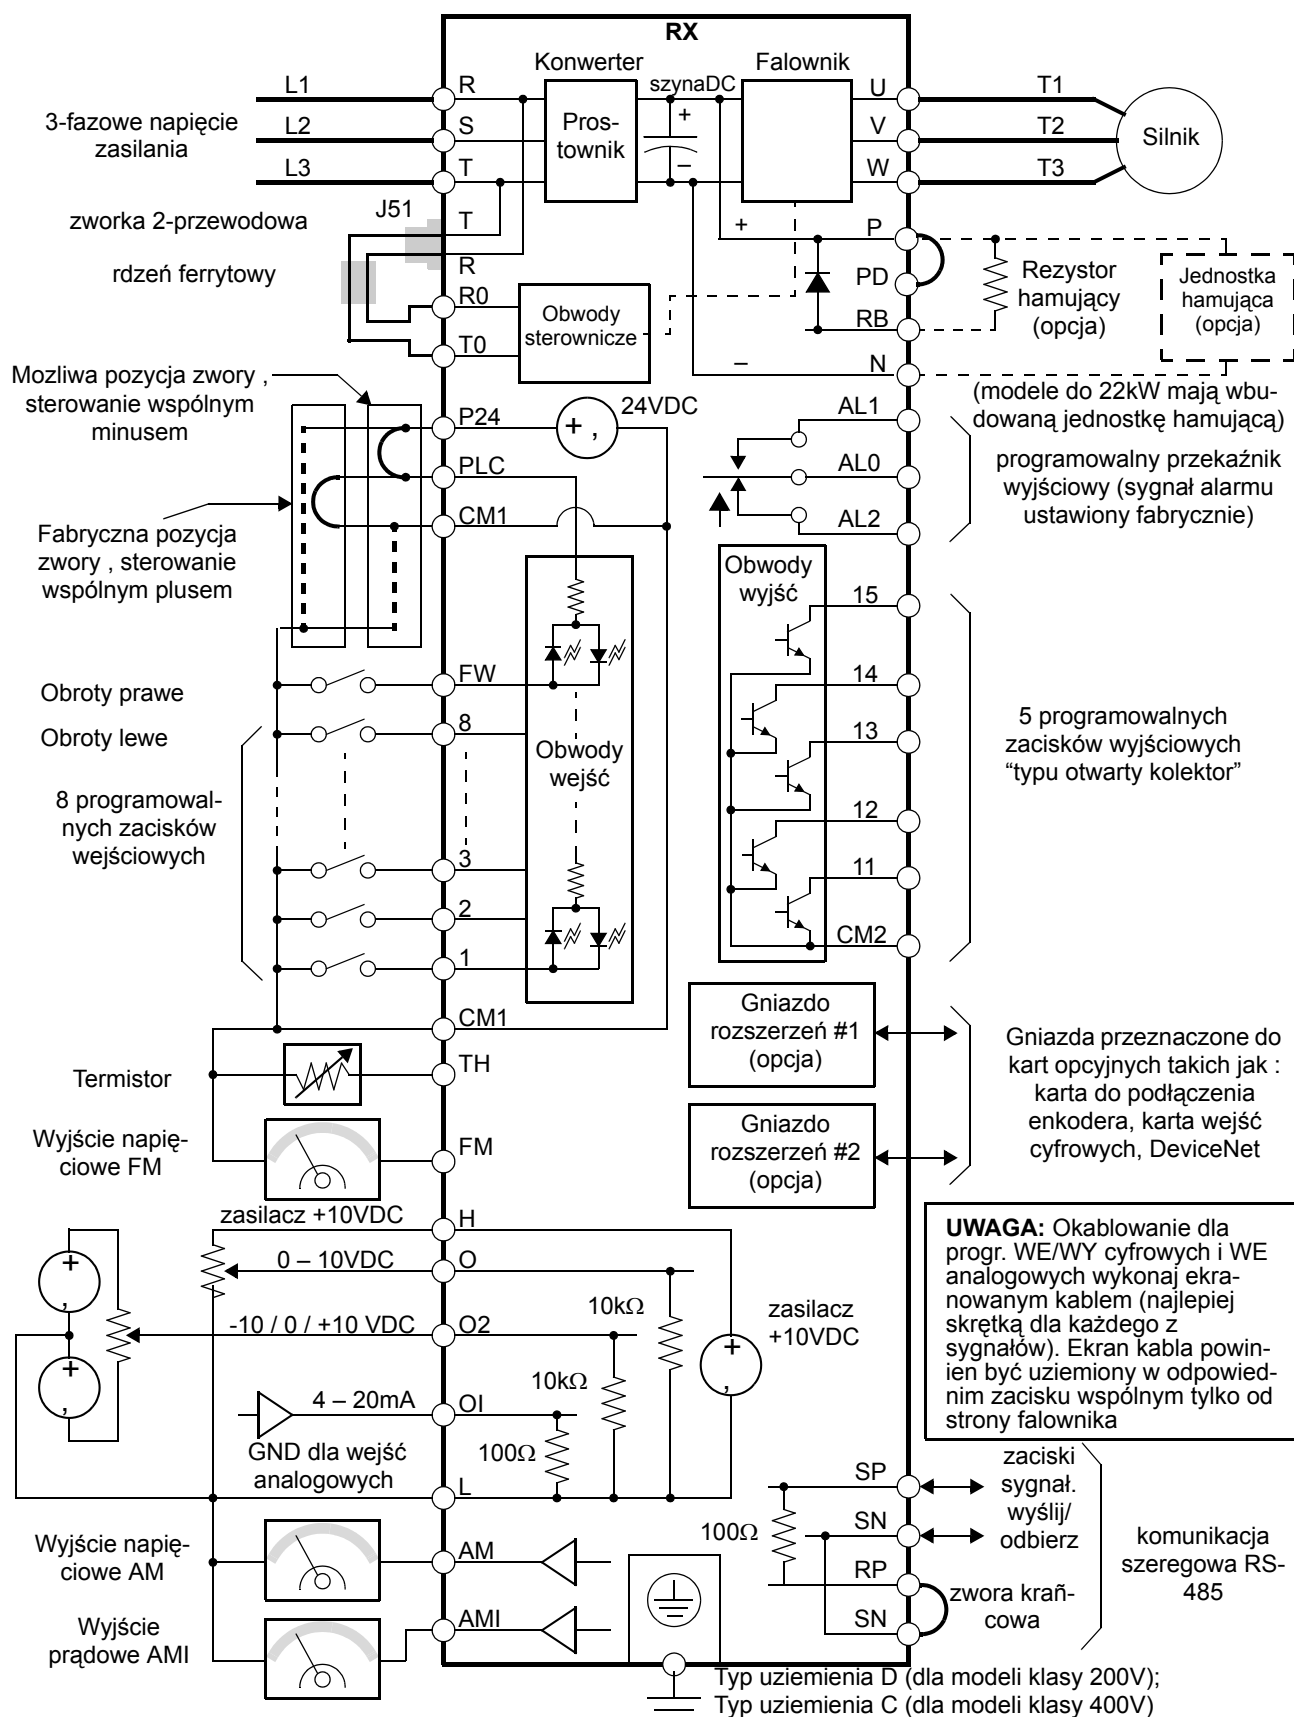 RX
Konwerter
Falownik
szynaDC
L1
R
U
T1
3-fazowe napięcie
zasilania
L2
S
Pros-
townik
+
V
T2
Silnik
L3
T
–
W
T3
zworka 2-przewodowa
J51
T
+
P
rdzeń ferrytowy
R
PD
Rezystor
hamujący
(opcja)
Jednostka
hamująca
(opcja)
R0
Obwody
sterownicze
RB
T0
–
N
Mozliwa pozycja zwory ,
sterowanie wspólnym
minusem
(modele do 22kW mają wbu-
dowaną jednostkę hamującą)
P24
+ ,
24VDC
AL1
PLC
AL0
programowalny przekaźnik
wyjściowy (sygnał alarmu
ustawiony fabrycznie)
CM1
AL2
Fabryczna pozycja
zwory , sterowanie
wspólnym plusem
Obwody
wyjść
15
Obroty prawe
FW
14
Obroty lewe
8
Obwody
wejść
13
5 programowalnych
zacisków wyjściowych
“typu otwarty kolektor”
8 programowal-
nych zacisków
wejściowych
12
3
11
2
CM2
1
Gniazdo
rozszerzeń #1
(opcja)
CM1
Gniazda przeznaczone do
kart opcyjnych takich jak :
karta do podłączenia
enkodera, karta wejść
cyfrowych, DeviceNet
Termistor
TH
Wyjście napię-
ciowe FM
FM
Gniazdo
rozszerzeń #2
(opcja)
zasilacz +10VDC
H
UWAGA: Okablowanie dla
progr. WE/WY cyfrowych i WE
analogowych wykonaj ekra-
nowanym kablem (najlepiej
skrętką dla każdego z
sygnałów). Ekran kabla powin-
ien być uziemiony w odpowied-
nim zacisku wspólnym tylko od
strony falownika
+
,
0 – 10VDC
O
10kΩ
zasilacz
+10VDC
-10 / 0 / +10 VDC
O2
+
,
+
,
10kΩ
4 – 20mA
OI
GND dla wejść
analogowych
100Ω
L
SP
zaciski
sygnał.
wyślij/
odbierz
100Ω
SN
komunikacja
szeregowa RS-
485
Wyjście napię-
ciowe AM
AM
RP
zwora krań-
cowa
Wyjście
prądowe AMI
AMI
SN
Typ uziemienia D (dla modeli klasy 200V);
Typ uziemienia C (dla modeli klasy 400V)